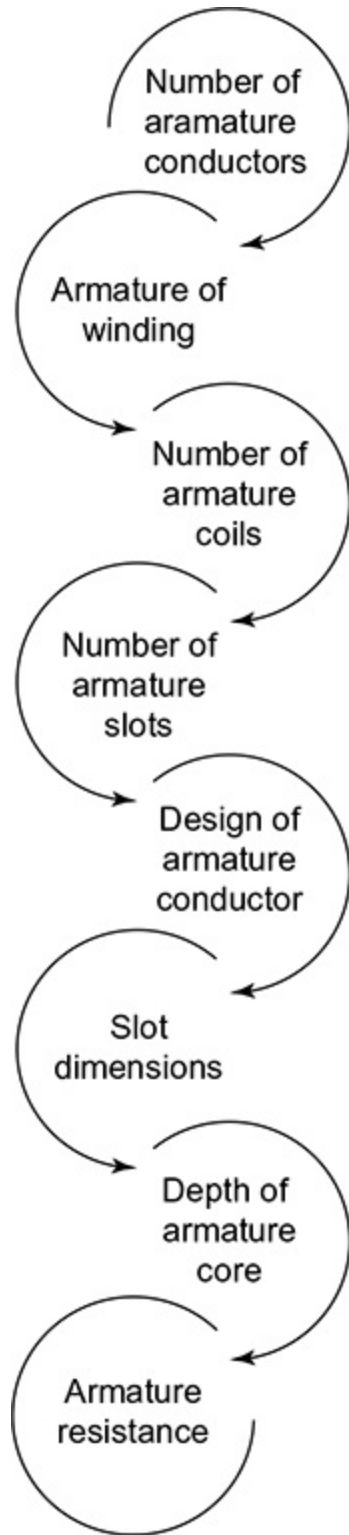 Number of
aramature
conductors
Armature of
winding
Number of
armature
coils
Number of
armature
slots
Design of
armature
conductor
Slot
dimensions
Depth of
armature
core
Armature
resistance